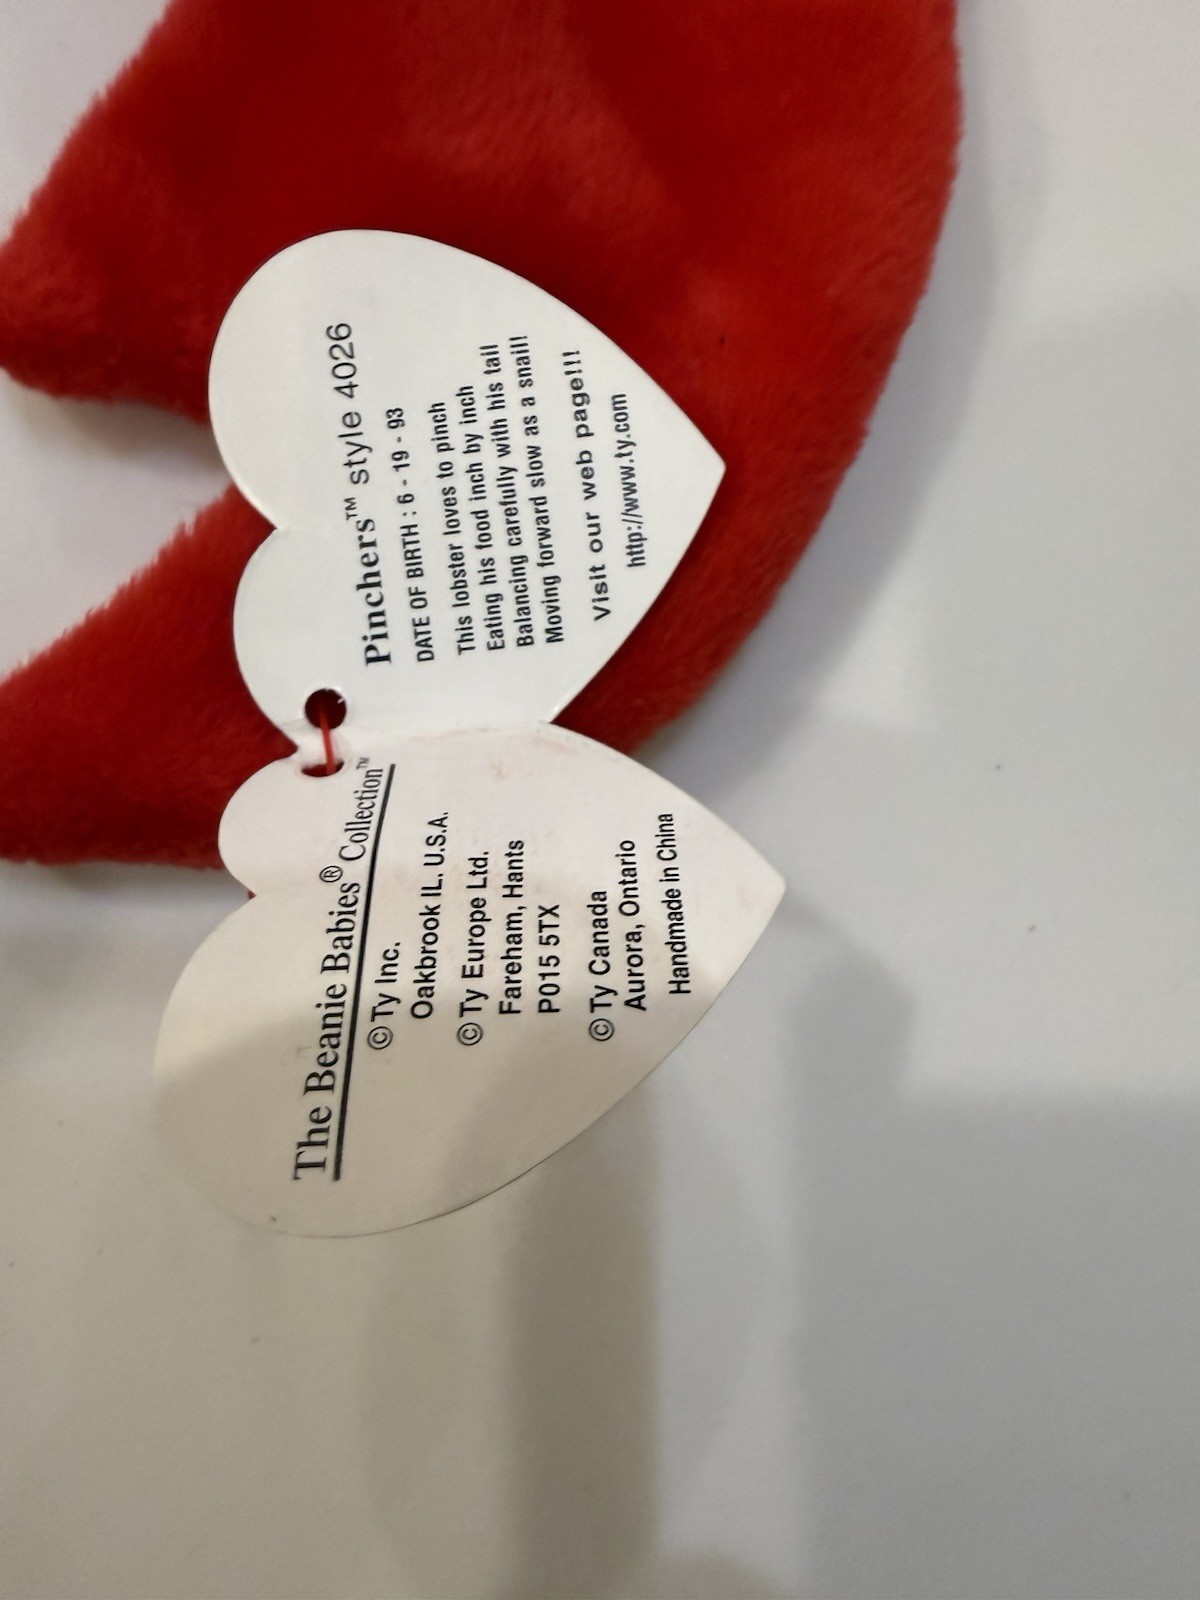 The Beanie Babies® Collection™
©Ty Inc.
Oakbrook IL. U.S.A.
©Ty Europe Ltd.
Fareham, Hants
P015 5TX
©Ty Canada
Aurora, Ontario
Handmade in China
Pinchers™ style 4026
DATE OF BIRTH : 6 - 19 - 93
This lobster loves to pinch
Eating his food inch by inch
Balancing carefully with his tail
Moving forward slow as a snail!
Visit our web page!!!
http://www.ty.com